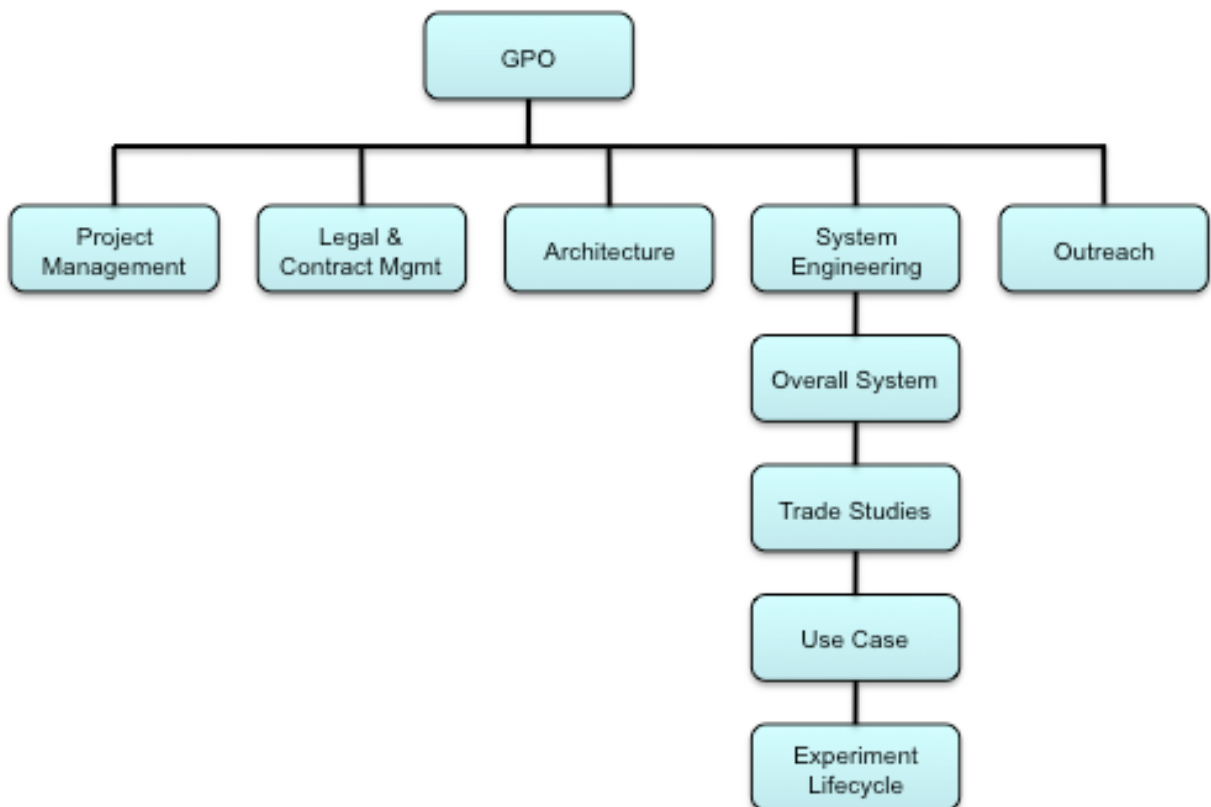 GPO
Project
Management
Legal &
Contract Mgmt
Architecture
System
Engineering
Outreach
Overall System
Trade Studies
Use Case
Experiment
Lifecycle